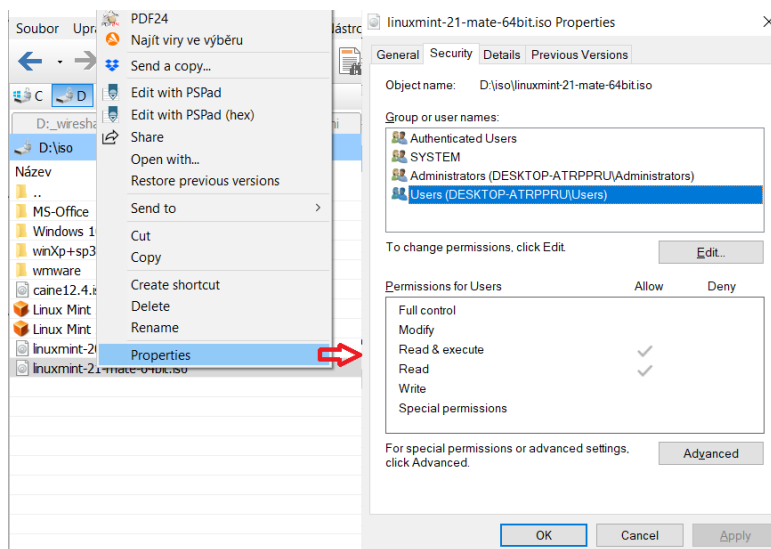 Soubor
PDF24
Najít viry ve výběru
Send a copy...
Edit with PSPad
Edit with PSPad (hex)
Share
Open with...
Restore previous versions
Send to
Cut
Copy
Create shortcut
Delete
Rename
Properties
C
D
D:\iso
Název
..
MS-Office
Windows
winXp+sp3
wmware
caine12.4.is
Linux Mint
Linux Mint
linuxmint-2
linuxmint-21-mate-64bit.iso
linuxmint-21-mate-64bit.iso Properties
General Security Details Previous Versions
Object name: D:\iso\linuxmint-21-mate-64bit.iso
Group or user names:
Authenticated Users
SYSTEM
Administrators (DESKTOP-ATRPPRU\Administrators)
Users (DESKTOP-ATRPPRU\Users)
To change permissions, click Edit.
Edit...
Permissions for Users Allow Deny
Full control
Modify
Read & execute
Read
Write
Special permissions
For special permissions or advanced settings,
click Advanced.
Advanced
OK Cancel Apply